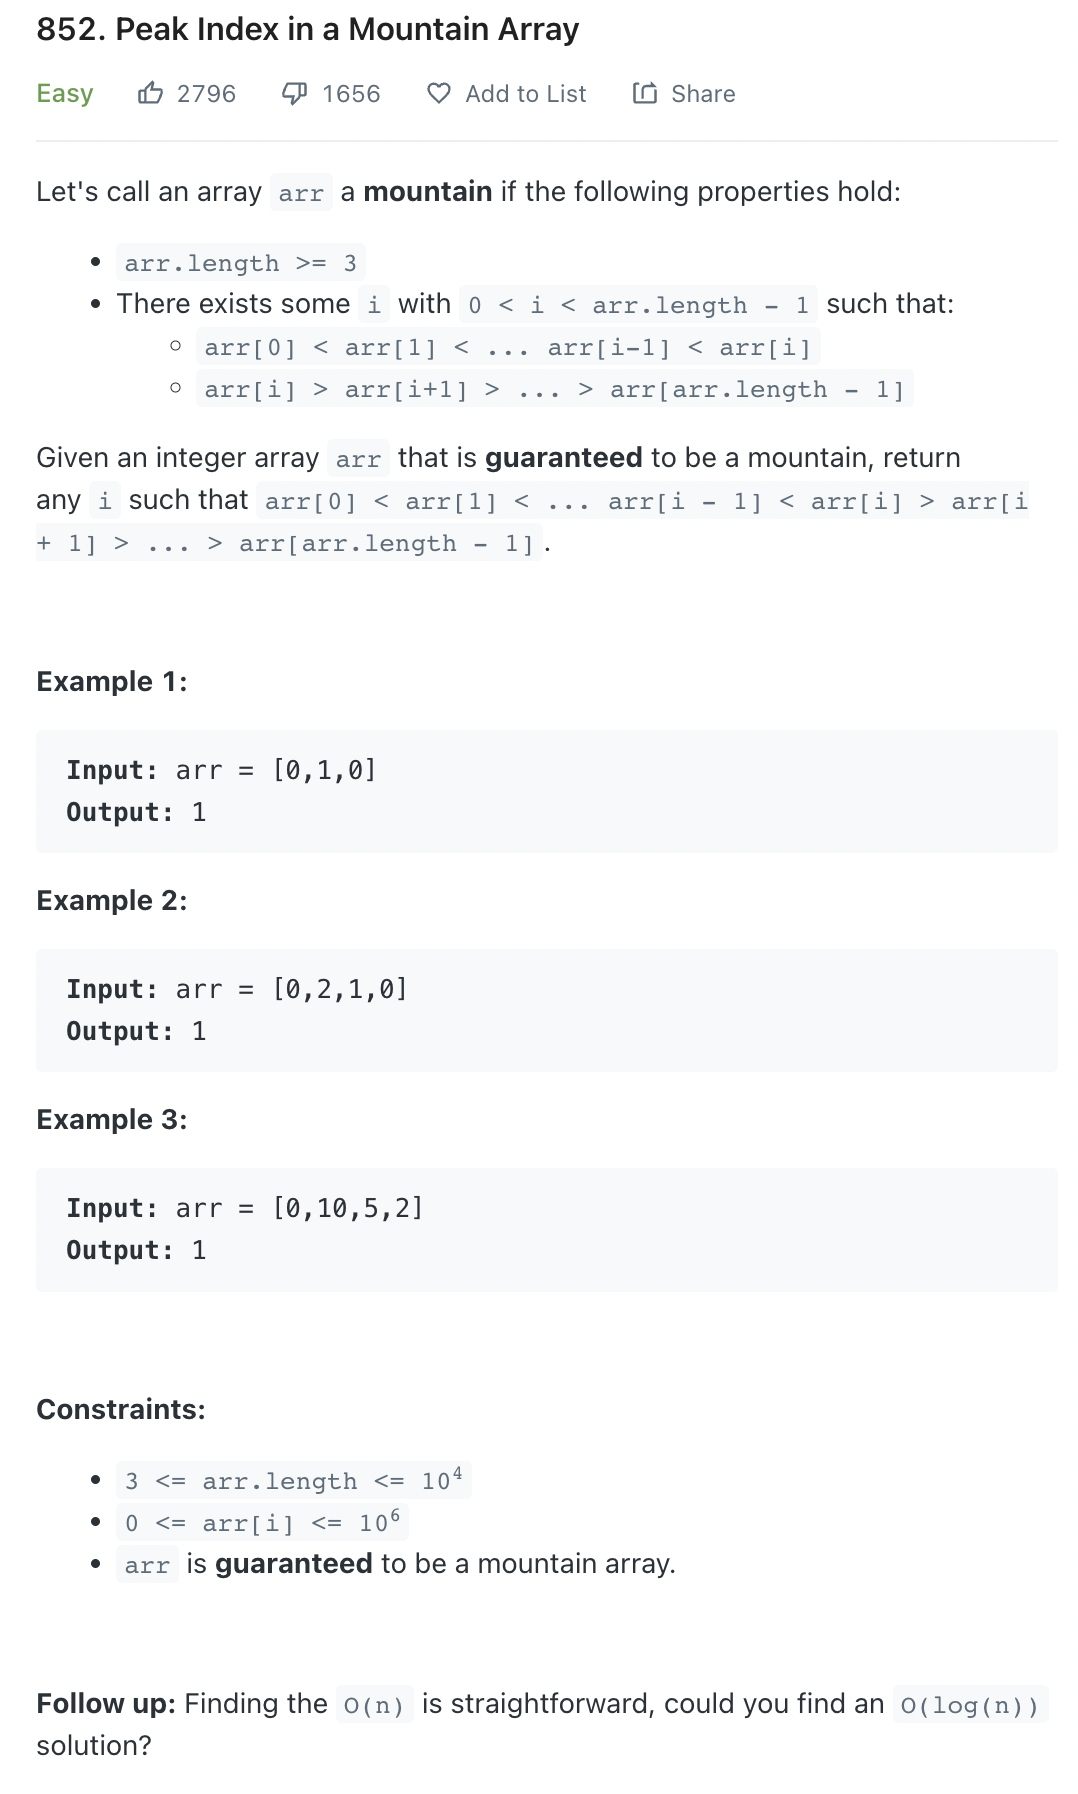 852. Peak Index in a Mountain Array
Easy 2796 1656 Add to List Share
Let's call an array arr a mountain if the following properties hold:
• arr.length >= 3
• There exists some i with 0 < i < arr.length - 1 such that:
◦ arr[0] < arr[1] < ... arr[i-1] < arr[i]
◦ arr[i] > arr[i+1] > ... > arr[arr.length - 1]
Given an integer array arr that is guaranteed to be a mountain, return
any i such that arr[0] < arr[1] < ... arr[i - 1] < arr[i] > arr[i
+ 1] > ... > arr[arr.length - 1].
Example 1:
Input: arr = [0,1,0]
Output: 1
Example 2:
Input: arr = [0,2,1,0]
Output: 1
Example 3:
Input: arr = [0,10,5,2]
Output: 1
Constraints:
• 3 <= arr.length <= 10⁴
• 0 <= arr[i] <= 10⁶
• arr is guaranteed to be a mountain array.
Follow up: Finding the O(n) is straightforward, could you find an O(log(n))
solution?